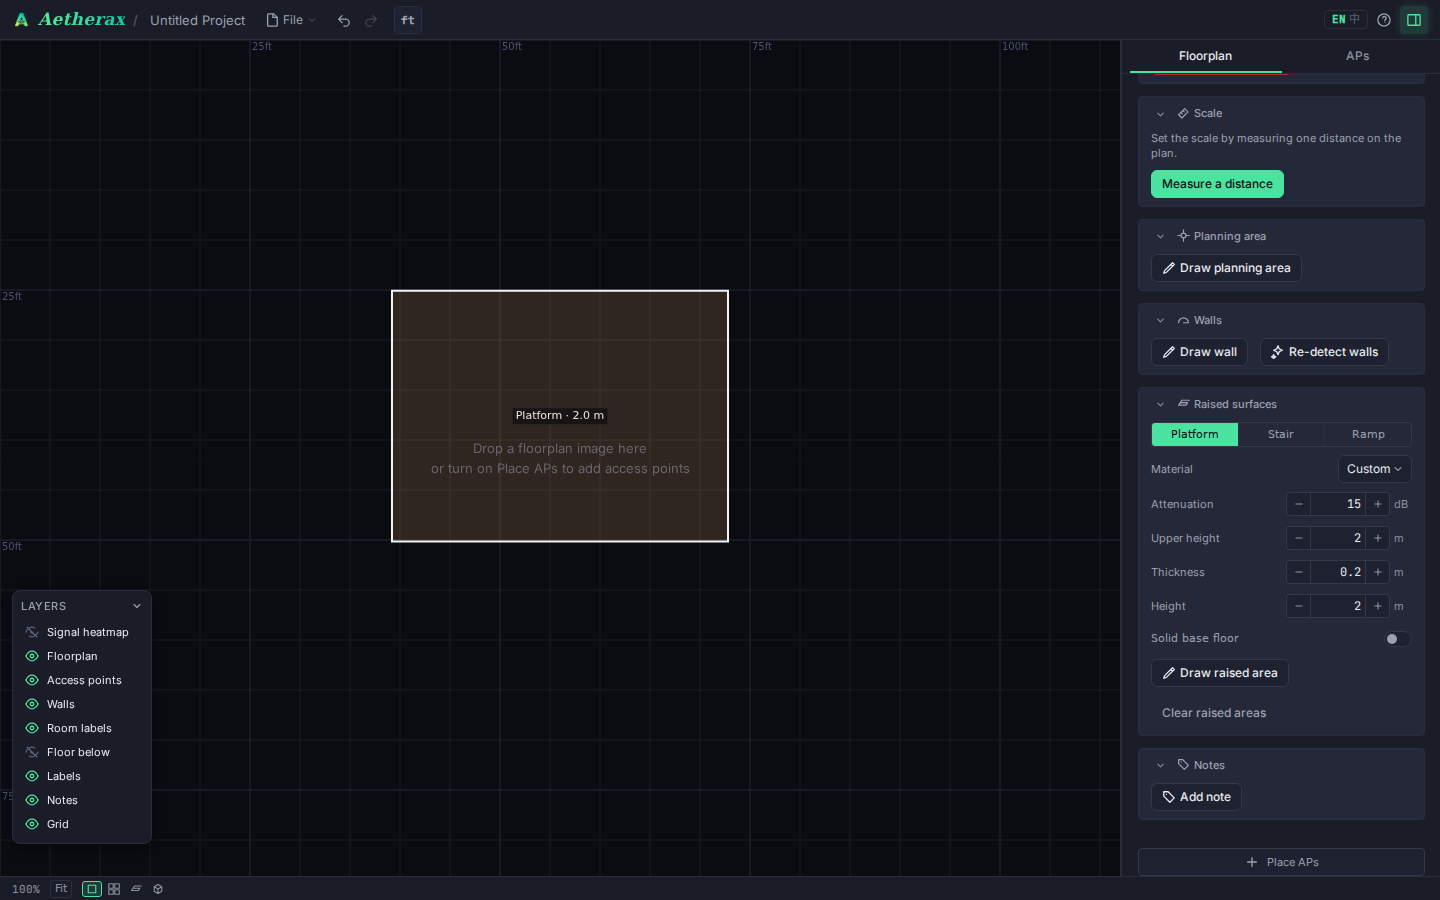 Aetherax / Untitled Project File ft EN 中
25ft 50ft 75ft 100ft
Floorplan APs
Scale
Set the scale by measuring one distance on the
plan.
Measure a distance
Planning area
Draw planning area
25ft
Walls
Draw wall Re-detect walls
Raised surfaces
Platform Stair Ramp
Platform · 2.0 m
Drop a floorplan image here
or turn on Place APs to add access points
Material Custom
Attenuation − 15 + dB
Upper height − 2 + m
50ft
Thickness − 0.2 + m
Height − 2 + m
Solid base floor
Draw raised area
Clear raised areas
LAYERS
Signal heatmap
Floorplan
Access points
Walls
Room labels
Floor below
Labels
Notes
Grid
75
Notes
Add note
+ Place APs
100% Fit